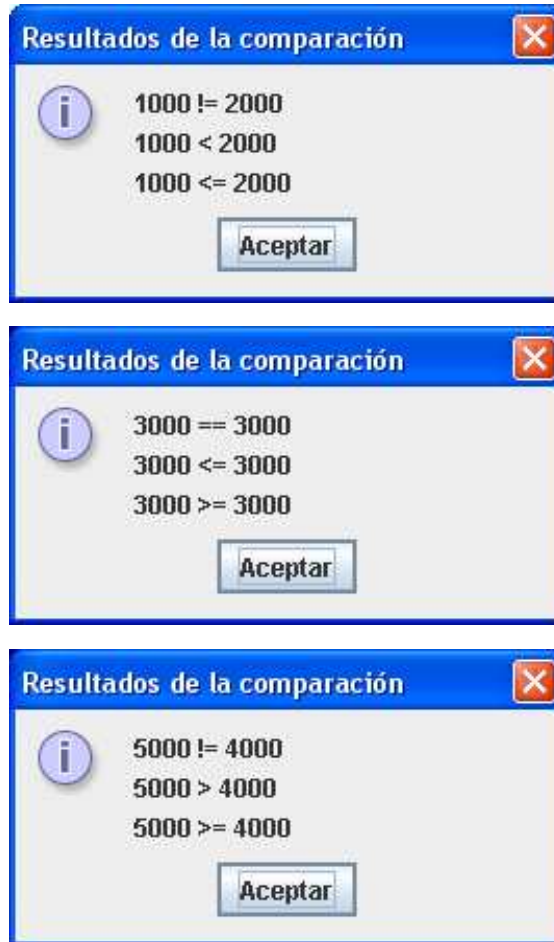 Resultados de la comparación
1000 != 2000
1000 < 2000
1000 <= 2000
Aceptar
Resultados de la comparación
3000 == 3000
3000 <= 3000
3000 >= 3000
Aceptar
Resultados de la comparación
5000 != 4000
5000 > 4000
5000 >= 4000
Aceptar